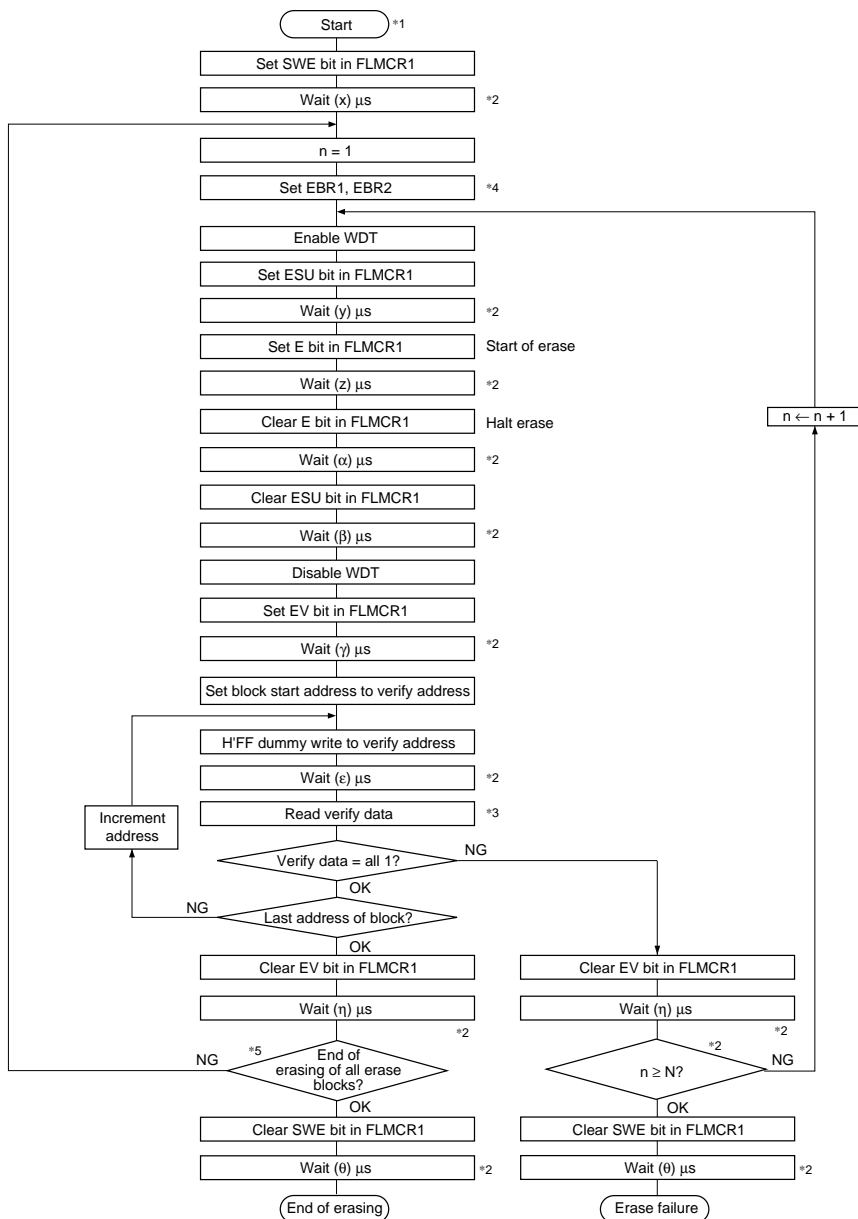 Start *1
Set SWE bit in FLMCR1
Wait (x) μs *2
n = 1
Set EBR1, EBR2 *4
Enable WDT
Set ESU bit in FLMCR1
Wait (y) μs *2
Set E bit in FLMCR1 Start of erase
Wait (z) μs *2
n ← n + 1
Clear E bit in FLMCR1 Halt erase
Wait (α) μs *2
Clear ESU bit in FLMCR1
Wait (β) μs *2
Disable WDT
Set EV bit in FLMCR1
Wait (γ) μs *2
Set block start address to verify address
H'FF dummy write to verify address
Wait (ε) μs *2
Read verify data *3
Increment
address
Verify data = all 1? NG
OK
NG Last address of block?
OK
Clear EV bit in FLMCR1
Wait (η) μs
*2
NG *5 End of
erasing of all erase
blocks?
OK
Clear SWE bit in FLMCR1
Wait (θ) μs *2
End of erasing
Clear EV bit in FLMCR1
Wait (η) μs
*2
*2
n ≥ N? NG
OK
Clear SWE bit in FLMCR1
Wait (θ) μs *2
Erase failure